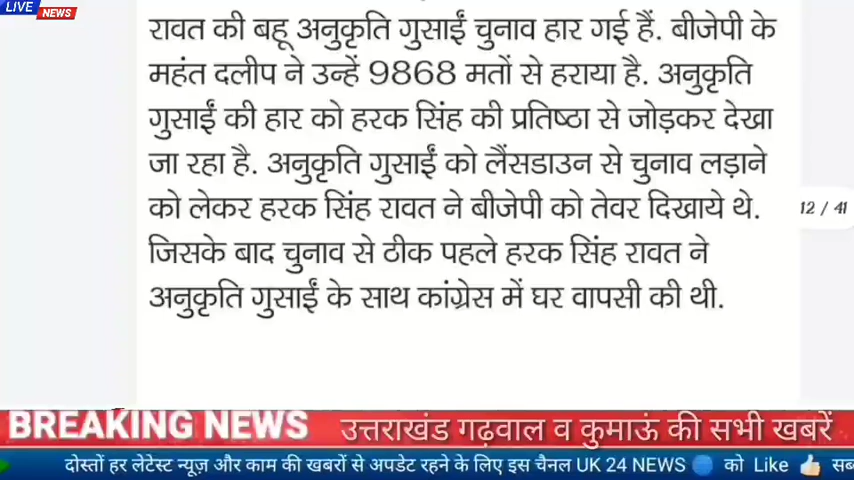 LIVE
NEWS
रावत की बहू अनुकृति गुसाईं चुनाव हार गई हैं. बीजेपी के
महंत दलीप ने उन्हें 9868 मतों से हराया है. अनुकृति
गुसाईं की हार को हरक सिंह की प्रतिष्ठा से जोड़कर देखा
जा रहा है. अनुकृति गुसाईं को लैंसडाउन से चुनाव लड़ाने
को लेकर हरक सिंह रावत ने बीजेपी को तेवर दिखाये थे.
12 / 41
जिसके बाद चुनाव से ठीक पहले हरक सिंह रावत ने
अनुकृति गुसाईं के साथ कांग्रेस में घर वापसी की थी.
BREAKING NEWS उत्तराखंड गढ़वाल व कुमाऊं की सभी खबरें
दोस्तों हर लेटेस्ट न्यूज़ और काम की खबरों से अपडेट रहने के लिए इस चैनल UK 24 NEWS 🔵 को Like 👍 सब